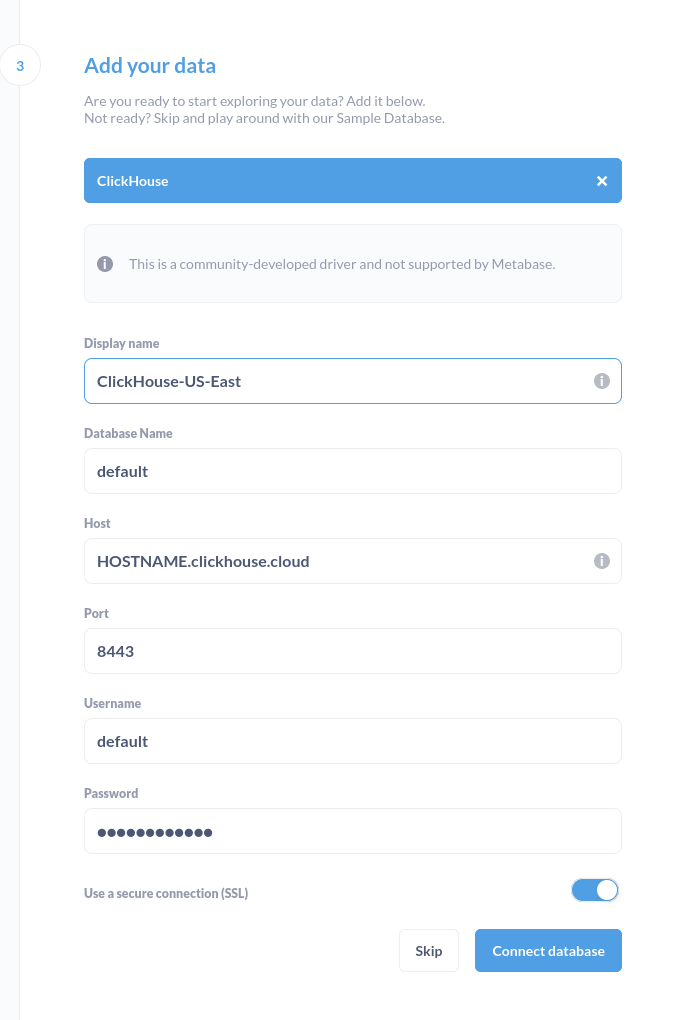 3
Add your data
Are you ready to start exploring your data? Add it below.
Not ready? Skip and play around with our Sample Database.
ClickHouse
This is a community-developed driver and not supported by Metabase.
Display name
ClickHouse-US-East
Database Name
default
Host
HOSTNAME.clickhouse.cloud
Port
8443
Username
default
Password
●●●●●●●●●●●●
Use a secure connection (SSL)
Skip
Connect database